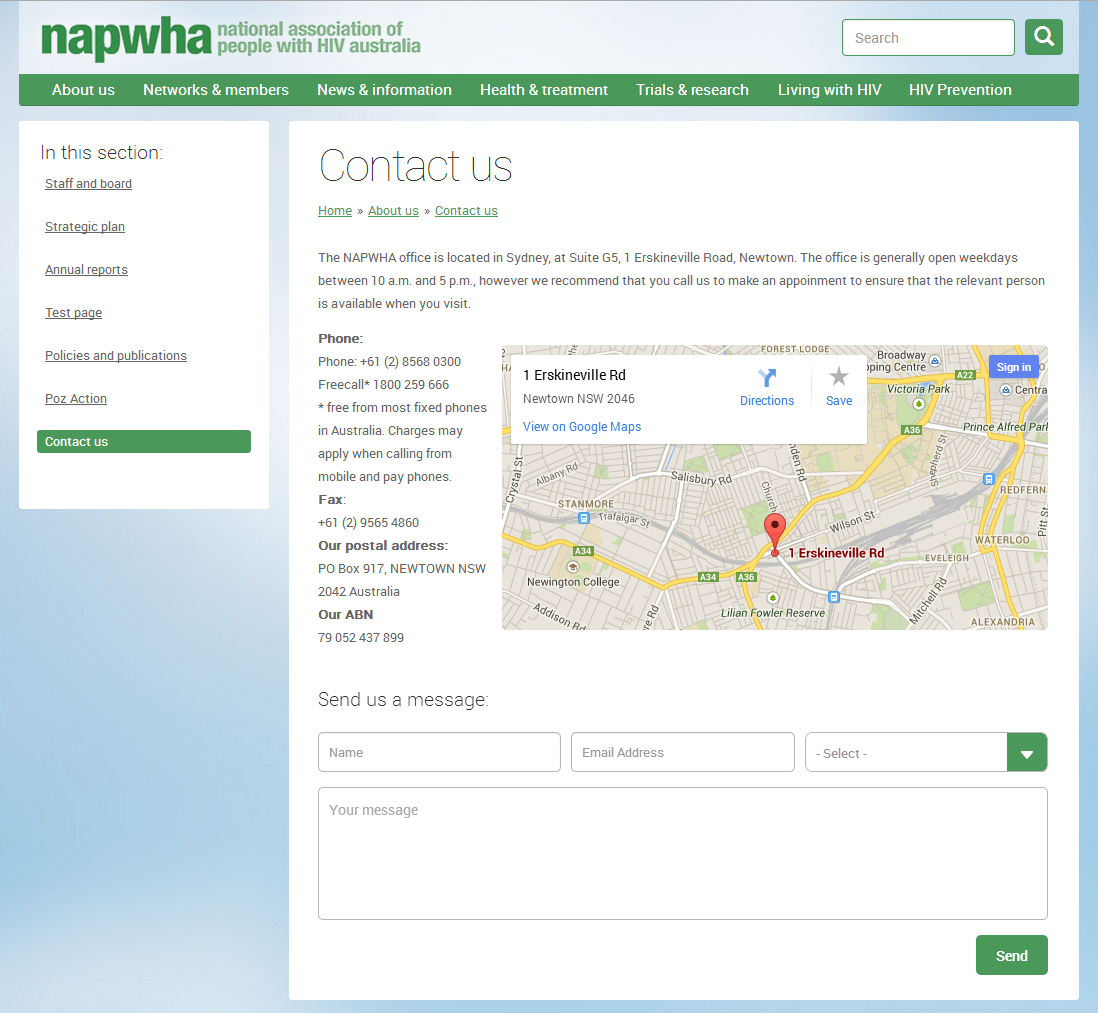 napwha national association of
people with HIV australia
Search
About us Networks & members News & information Health & treatment Trials & research Living with HIV HIV Prevention
In this section:
Staff and board
Strategic plan
Annual reports
Test page
Policies and publications
Poz Action
Contact us
Contact us
Home » About us » Contact us
The NAPWHA office is located in Sydney, at Suite G5, 1 Erskineville Road, Newtown. The office is generally open weekdays
between 10 a.m. and 5 p.m., however we recommend that you call us to make an appoinment to ensure that the relevant person
is available when you visit.
Phone:
Phone: +61 (2) 8568 0300
Freecall* 1800 259 666
* free from most fixed phones
in Australia. Charges may
apply when calling from
mobile and pay phones.
Fax:
+61 (2) 9565 4860
Our postal address:
PO Box 917, NEWTOWN NSW
2042 Australia
Our ABN
79 052 437 899
1 Erskineville Rd
Newtown NSW 2046
View on Google Maps
Directions
Save
Sign in
FOREST LODGE
Broadway
pping Centre
A22
Centra
Victoria Park
A36
Prince Alfred Park
Shepherd St
Crystal St
Albany Rd
Salisbury Rd
nden Rd
REDFERN
STANMORE
Trafalgar St
Church
Wilson St
Pitt St
A34
1 Erskineville Rd
WATERLOO
EVELEIGH
Newington College
A34
A36
Mitchell Rd
Addison Rd
re Rd
Lilian Fowler Reserve
ALEXANDRIA
Send us a message:
Name
Email Address
- Select -
Your message
Send